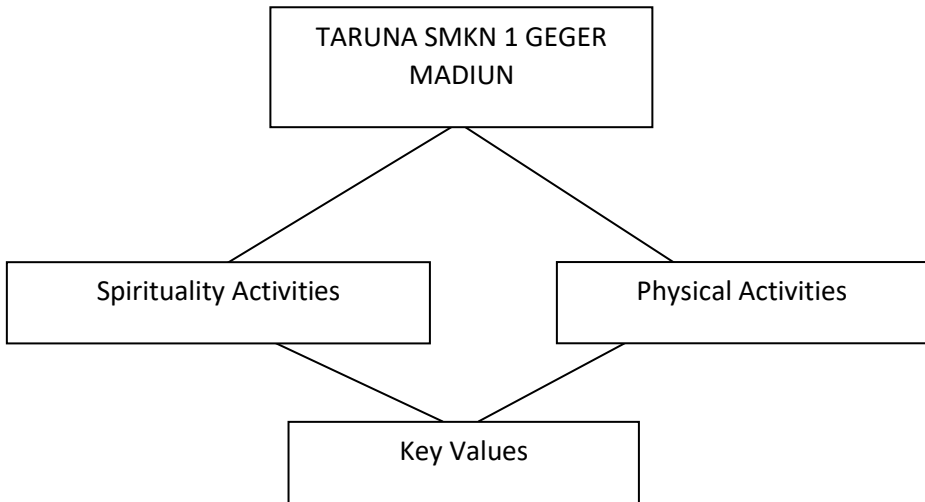 TARUNA SMKN 1 GEGER
MADIUN
Spirituality Activities
Physical Activities
Key Values